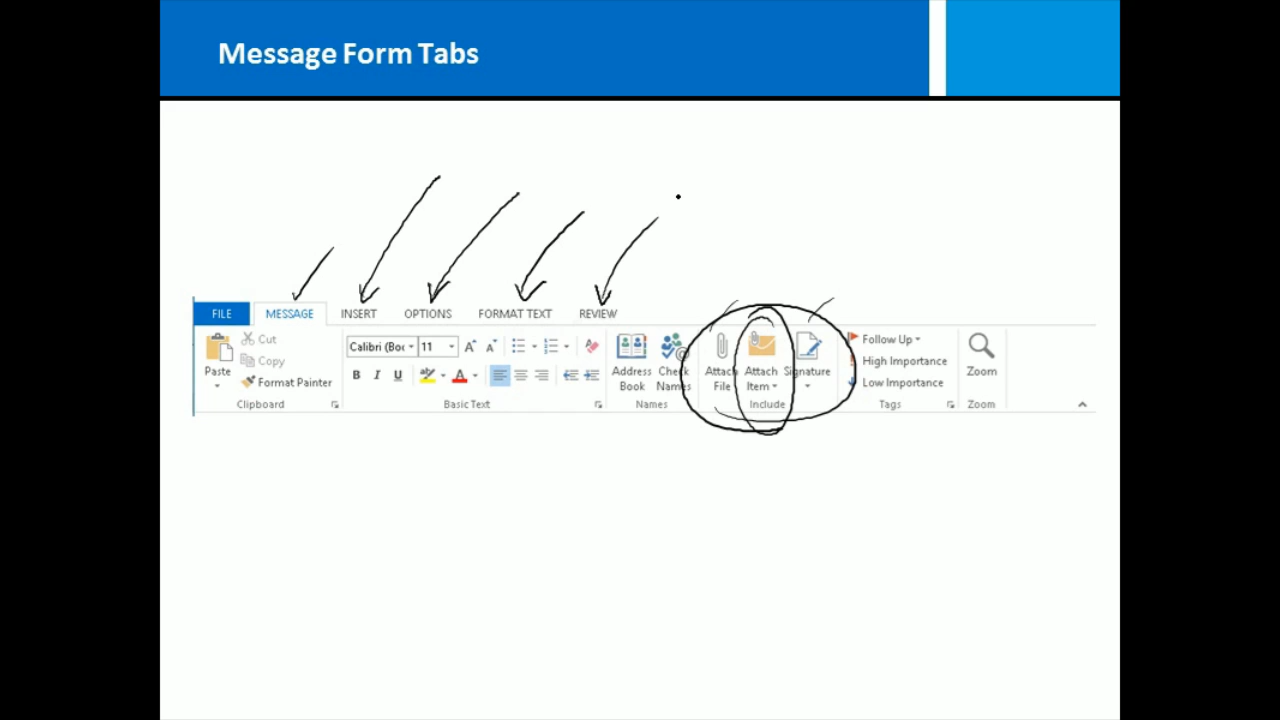 Message Form Tabs
FILE MESSAGE INSERT OPTIONS FORMAT TEXT REVIEW
Cut
Copy
Paste
Format Painter
Clipboard
Calibri (Boc 11 A A
B I U aby A
Basic Text
Address Book
Check Names
Names
Attach File
Attach Item
Signature
Include
Follow Up
High Importance
Low Importance
Tags
Zoom
Zoom